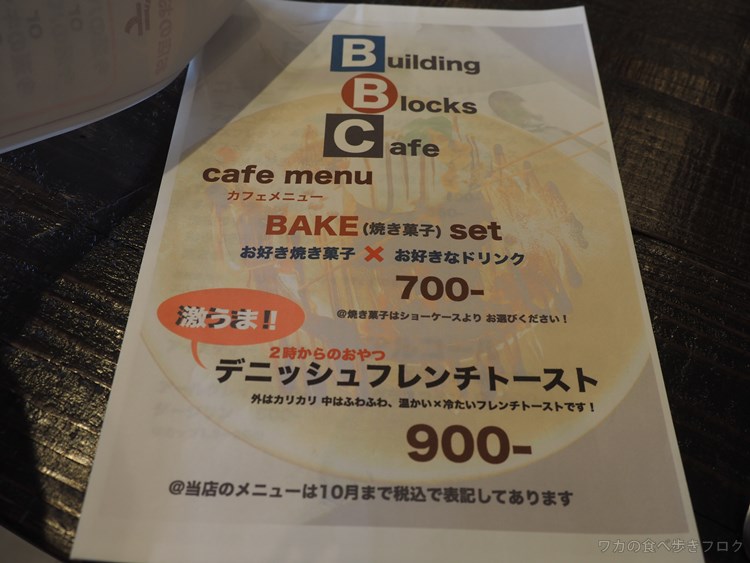 Building
Blocks
Cafe
cafe menu
カフェメニュー
BAKE(焼き菓子) set
お好き焼き菓子 × お好きなドリンク
700-
@焼き菓子はショーケースより お選びください!
激うま!!
2時からのおやつ
デニッシュフレンチトースト
外はカリカリ 中はふわふわ、温かい×冷たいフレンチトーストです!
900-
@当店のメニューは10月まで税込で表記してあります
ワカの食べ歩きブログ